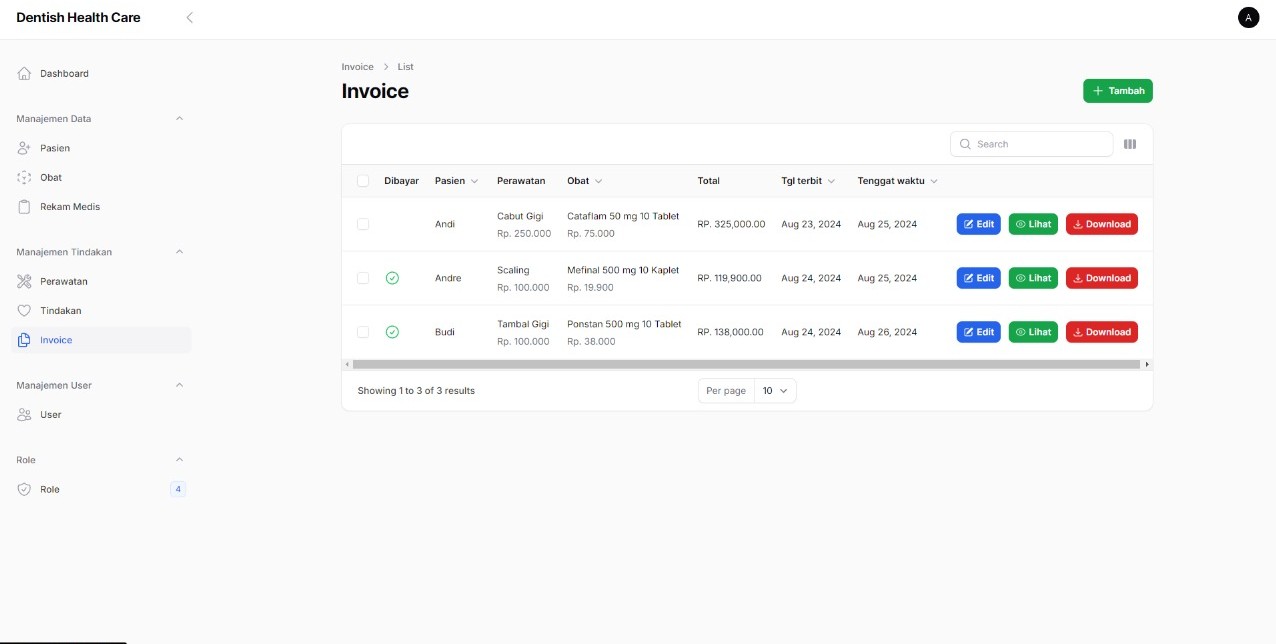 Dentish Health Care
A
Dashboard
Manajemen Data
Pasien
Obat
Rekam Medis
Manajemen Tindakan
Perawatan
Tindakan
Invoice
Manajemen User
User
Role
Role 4
Invoice > List
Invoice
Tambah
Search
Dibayar Pasien Perawatan Obat Total Tgl terbit Tenggat waktu
Andi Cabut Gigi Cataflam 50 mg 10 Tablet RP. 325,000.00 Aug 23, 2024 Aug 25, 2024 Edit Lihat Download
Rp. 250.000 Rp. 75.000
Andre Scaling Mefinal 500 mg 10 Kaplet RP. 119,900.00 Aug 24, 2024 Aug 25, 2024 Edit Lihat Download
Rp. 100.000 Rp. 19.900
Budi Tambal Gigi Ponstan 500 mg 10 Tablet RP. 138,000.00 Aug 24, 2024 Aug 26, 2024 Edit Lihat Download
Rp. 100.000 Rp. 38.000
Showing 1 to 3 of 3 results Per page 10